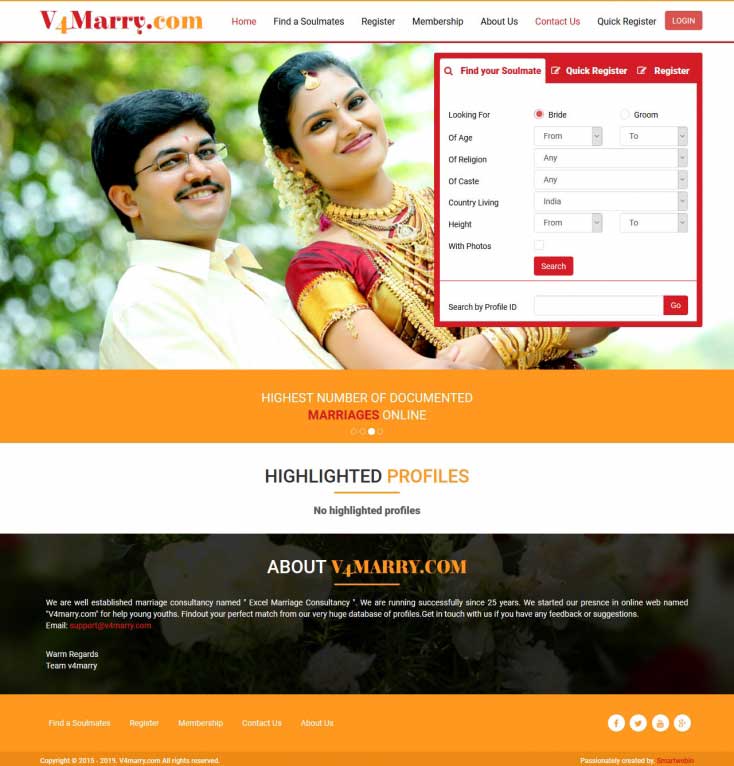 V4Marry.com
Home Find a Soulmates Register Membership About Us Contact Us Quick Register LOGIN
Find your Soulmate Quick Register Register
Looking For Bride Groom
Of Age From To
Of Religion Any
Of Caste Any
Country Living India
Height From To
With Photos
Search
Search by Profile ID Go
HIGHEST NUMBER OF DOCUMENTED
MARRIAGES ONLINE
HIGHLIGHTED PROFILES
No highlighted profiles
ABOUT V4MARRY.COM
We are well established marriage consultancy named " Excel Marriage Consultancy ". We are running successfully since 25 years. We started our presnce in online web named
"V4marry.com" for help young youths. Findout your perfect match from our very huge database of profiles.Get in touch with us if you have any feedback or suggestions.
Email: support@v4marry.com
Warm Regards
Team v4marry
Find a Soulmates Register Membership Contact Us About Us
Copyright © 2015 - 2019. V4marry.com All rights reserved. Passionately created by, Smartwebin